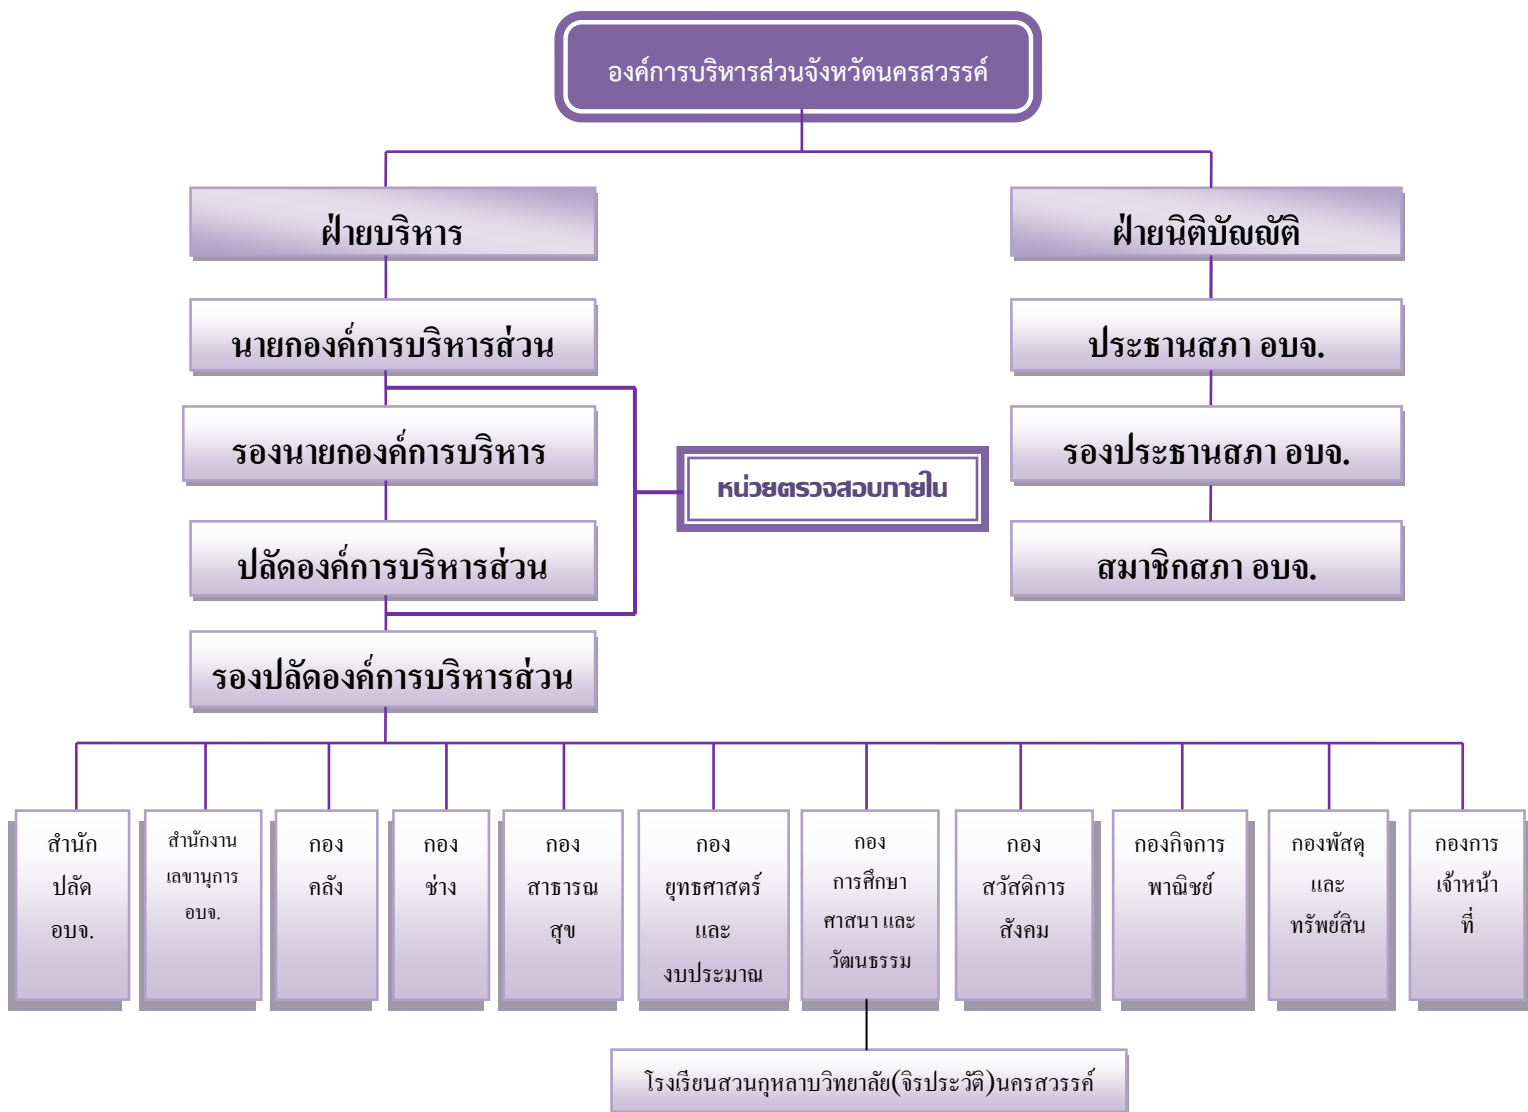 องค์การบริหารส่วนจังหวัดนครสวรรค์
ฝ่ายบริหาร
ฝ่ายนิติบัญญัติ
นายกองค์การบริหารส่วน
ประธานสภา อบจ.
รองนายกองค์การบริหาร
รองประธานสภา อบจ.
หน่วยตรวจสอบภายใน
ปลัดองค์การบริหารส่วน
สมาชิกสภา อบจ.
รองปลัดองค์การบริหารส่วน
สำนัก
ปลัด
อบจ.
สำนักงาน
เลขานุการ
อบจ.
กอง
คลัง
กอง
ช่าง
กอง
สาธารณ
สุข
กอง
ยุทธศาสตร์
และ
งบประมาณ
กอง
การศึกษา
ศาสนา และ
วัฒนธรรม
กอง
สวัสดิการ
สังคม
กองกิจการ
พาณิชย์
กองพัสดุ
และ
ทรัพย์สิน
กองการ
เจ้าหน้า
ที่
โรงเรียนสวนกุหลาบวิทยาลัย(จิรประวัติ)นครสวรรค์